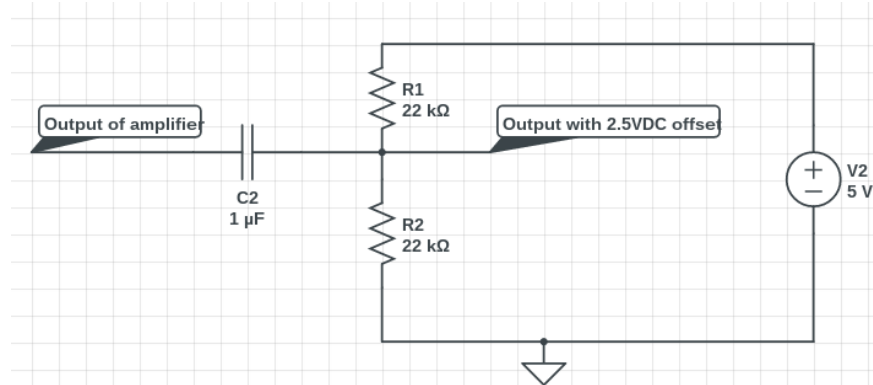 Output of amplifier
C2
1 µF
R1
22 kΩ
Output with 2.5VDC offset
R2
22 kΩ
V2
5 V